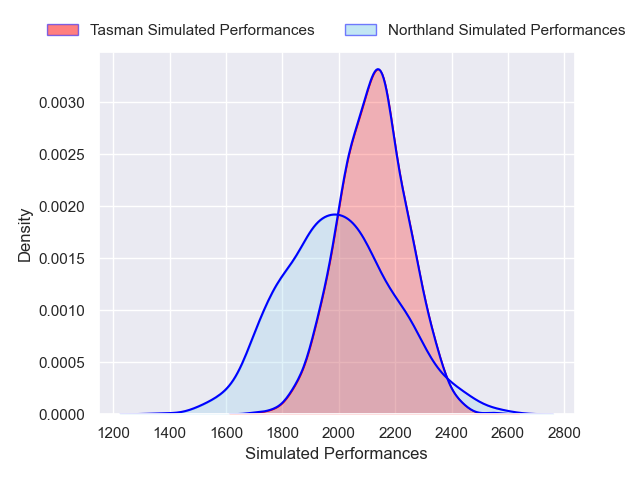 Tasman Simulated Performances Northland Simulated Performances
0.0030
0.0025
0.0020
0.0015
0.0010
0.0005
0.0000
Density
1200 1400 1600 1800 2000 2200 2400 2600 2800
Simulated Performances